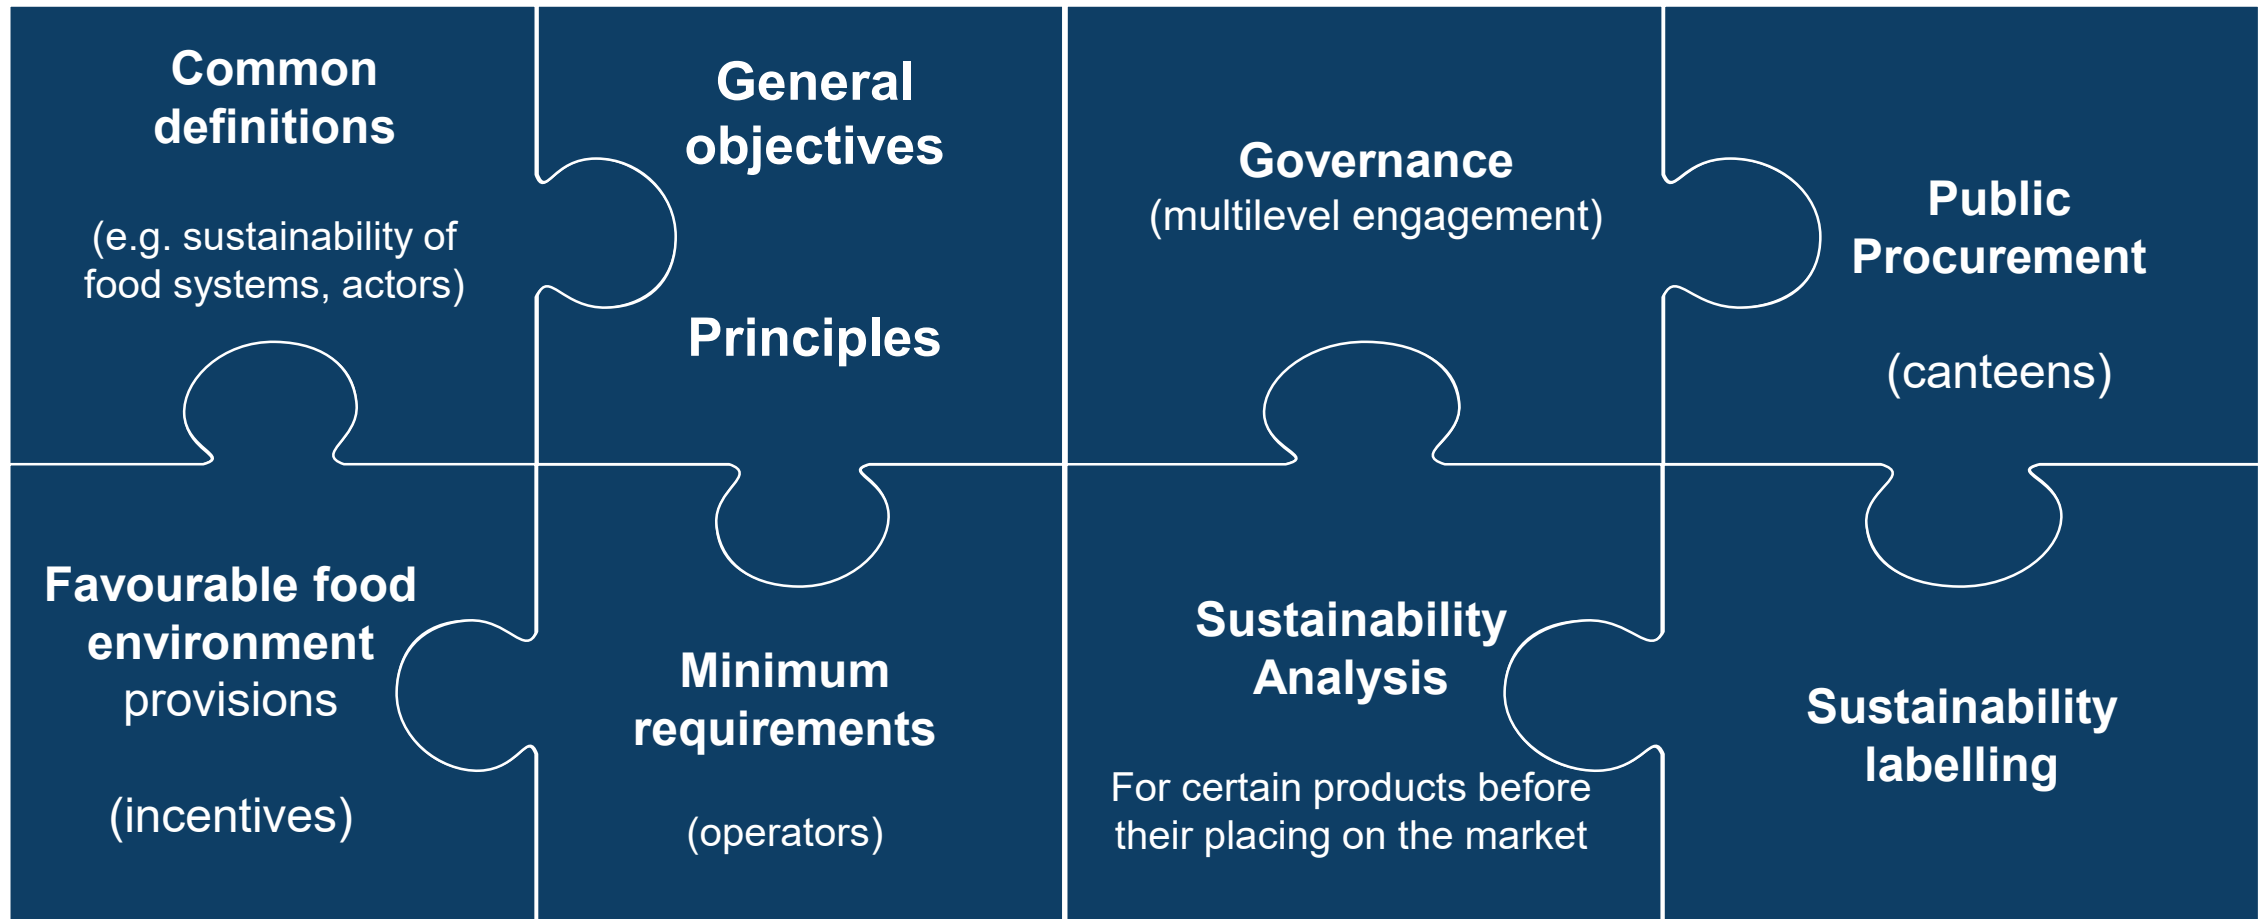 Common
definitions
(e.g. sustainability of
food systems, actors)
General
objectives
Principles
Governance
(multilevel engagement)
Public
Procurement
(canteens)
Favourable food
environment
provisions
(incentives)
Minimum
requirements
(operators)
Sustainability
Analysis
For certain products before
their placing on the market
Sustainability
labelling